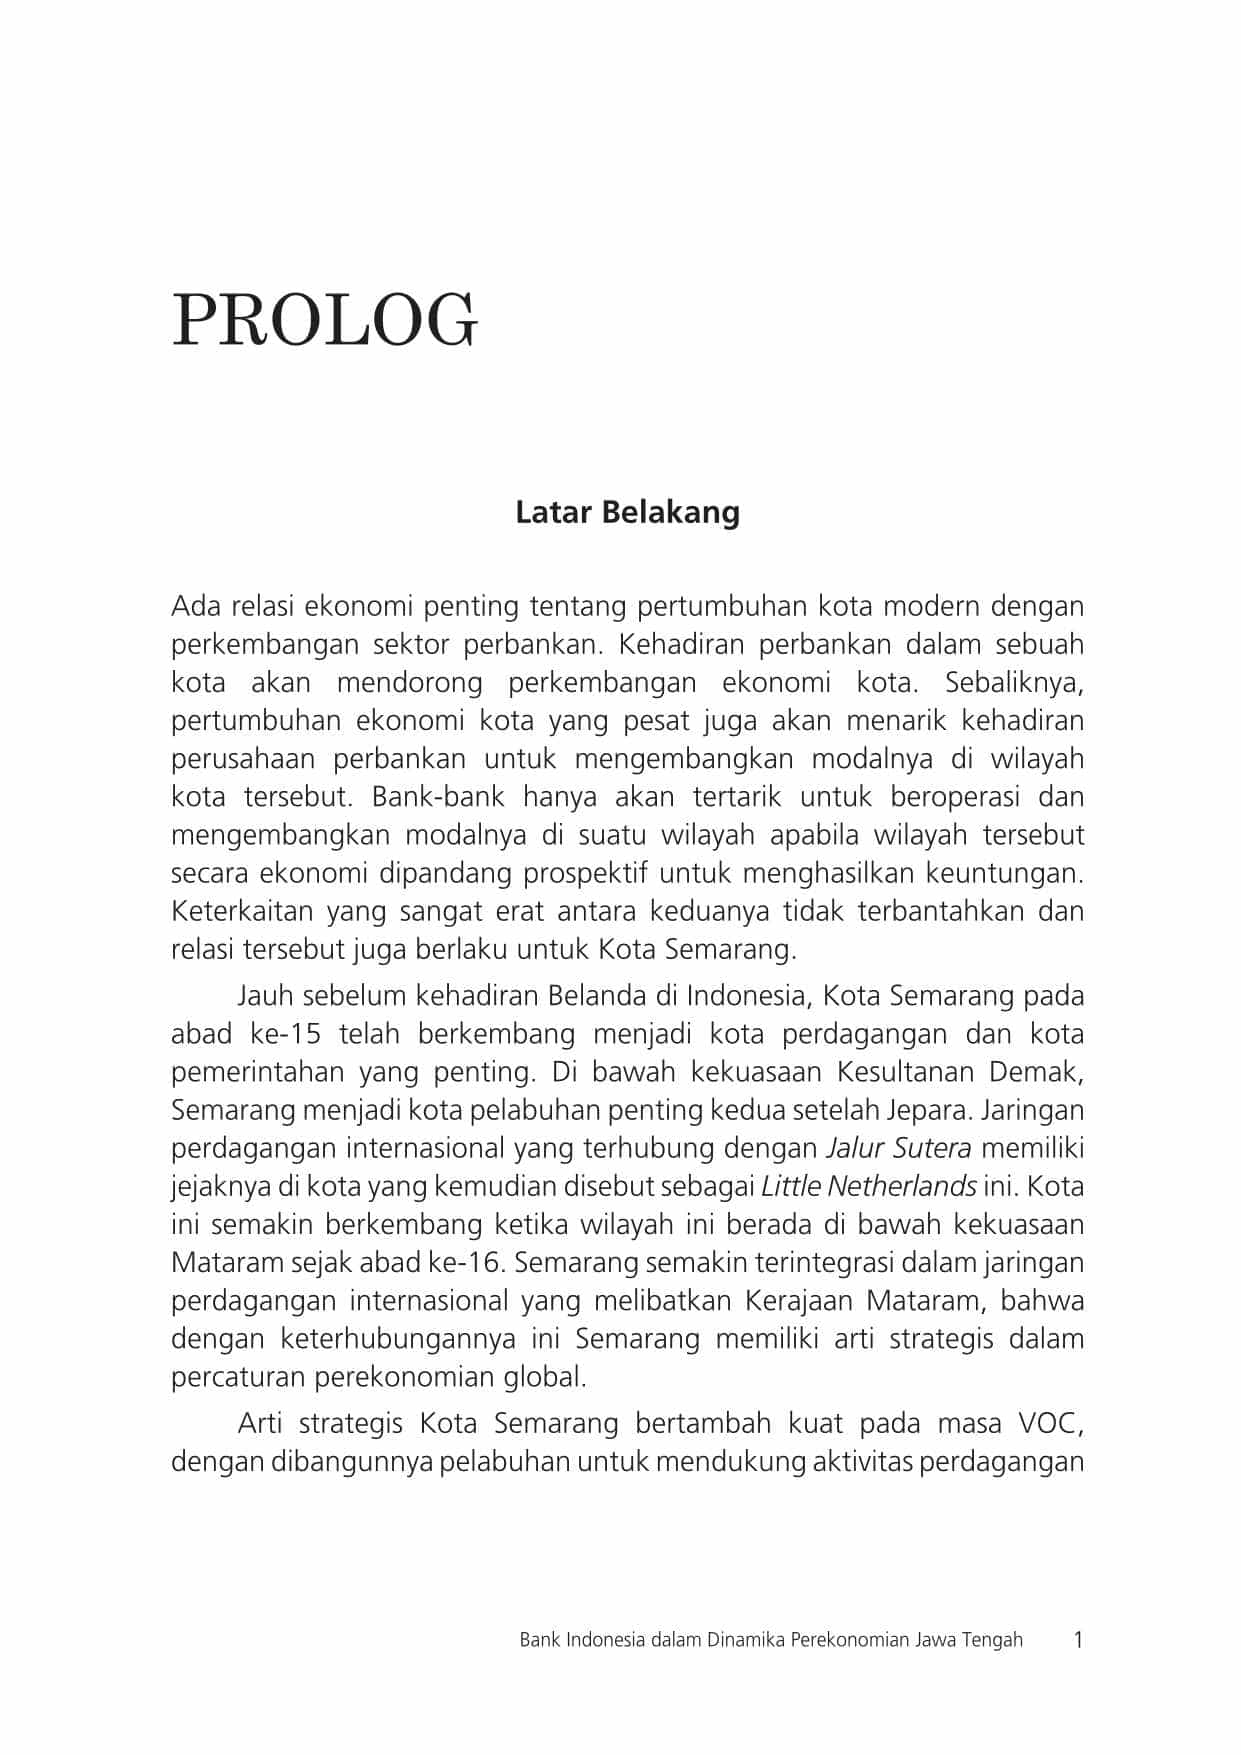 PROLOG
Latar Belakang
Ada relasi ekonomi penting tentang pertumbuhan kota modern dengan
perkembangan sektor perbankan. Kehadiran perbankan dalam sebuah
kota akan mendorong perkembangan ekonomi kota. Sebaliknya,
pertumbuhan ekonomi kota yang pesat juga akan menarik kehadiran
perusahaan perbankan untuk mengembangkan modalnya di wilayah
kota tersebut. Bank-bank hanya akan tertarik untuk beroperasi dan
mengembangkan modalnya di suatu wilayah apabila wilayah tersebut
secara ekonomi dipandang prospektif untuk menghasilkan keuntungan.
Keterkaitan yang sangat erat antara keduanya tidak terbantahkan dan
relasi tersebut juga berlaku untuk Kota Semarang.
Jauh sebelum kehadiran Belanda di Indonesia, Kota Semarang pada
abad ke-15 telah berkembang menjadi kota perdagangan dan kota
pemerintahan yang penting. Di bawah kekuasaan Kesultanan Demak,
Semarang menjadi kota pelabuhan penting kedua setelah Jepara. Jaringan
perdagangan internasional yang terhubung dengan Jalur Sutera memiliki
jejaknya di kota yang kemudian disebut sebagai Little Netherlands ini. Kota
ini semakin berkembang ketika wilayah ini berada di bawah kekuasaan
Mataram sejak abad ke-16. Semarang semakin terintegrasi dalam jaringan
perdagangan internasional yang melibatkan Kerajaan Mataram, bahwa
dengan keterhubungannya ini Semarang memiliki arti strategis dalam
percaturan perekonomian global.
Arti strategis Kota Semarang bertambah kuat pada masa VOC,
dengan dibangunnya pelabuhan untuk mendukung aktivitas perdagangan
Bank Indonesia dalam Dinamika Perekonomian Jawa Tengah 1